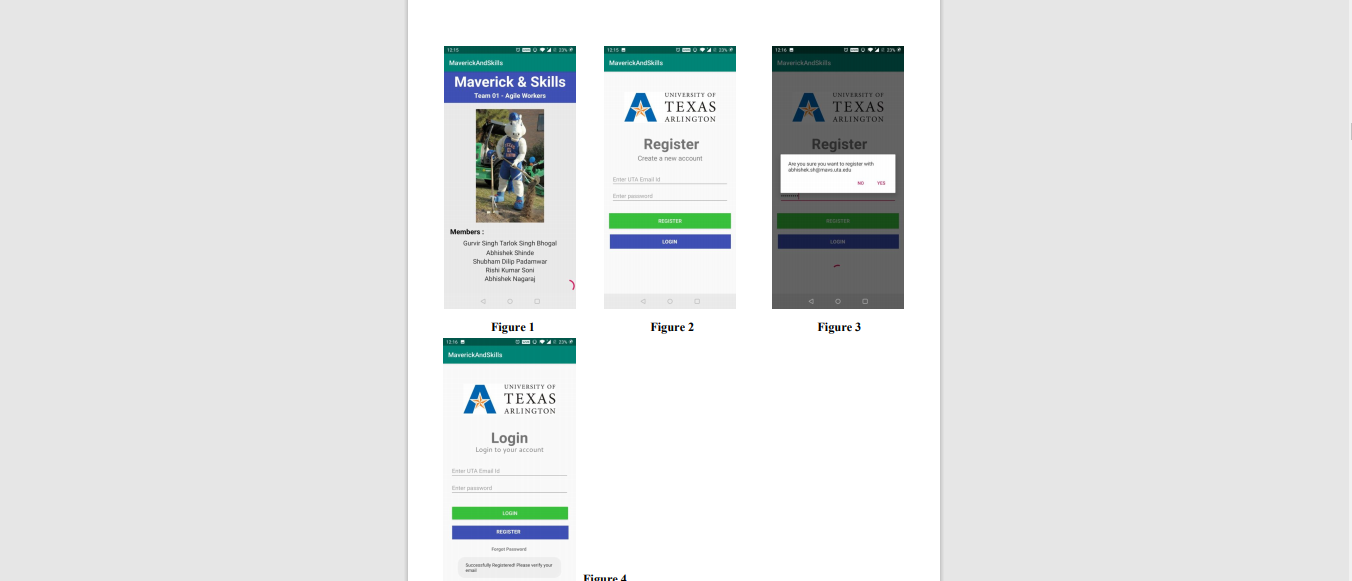 12:15
23%
MaverickAndSkills
Maverick & Skills
Team 01 - Agile Workers
Members :
Gurvir Singh Tarlok Singh Bhogal
Abhishek Shinde
Shubham Dilip Padamwar
Rishi Kumar Soni
Abhishek Nagaraj
Figure 1
12:15
23%
MaverickAndSkills
UNIVERSITY OF
TEXAS
ARLINGTON
Register
Create a new account
Enter UTA Email Id
Enter password
REGISTER
LOGIN
Figure 2
12:16
23%
MaverickAndSkills
UNIVERSITY OF
TEXAS
ARLINGTON
Register
Are you sure you want to register with
abhishek.sh@mavs.uta.edu
NO YES
REGISTER
LOGIN
Figure 3
12:16
23%
MaverickAndSkills
UNIVERSITY OF
TEXAS
ARLINGTON
Login
Login to your account
Enter UTA Email Id
Enter password
LOGIN
REGISTER
Forget Password
Successfully Registered! Please verify your
email
Figure 4